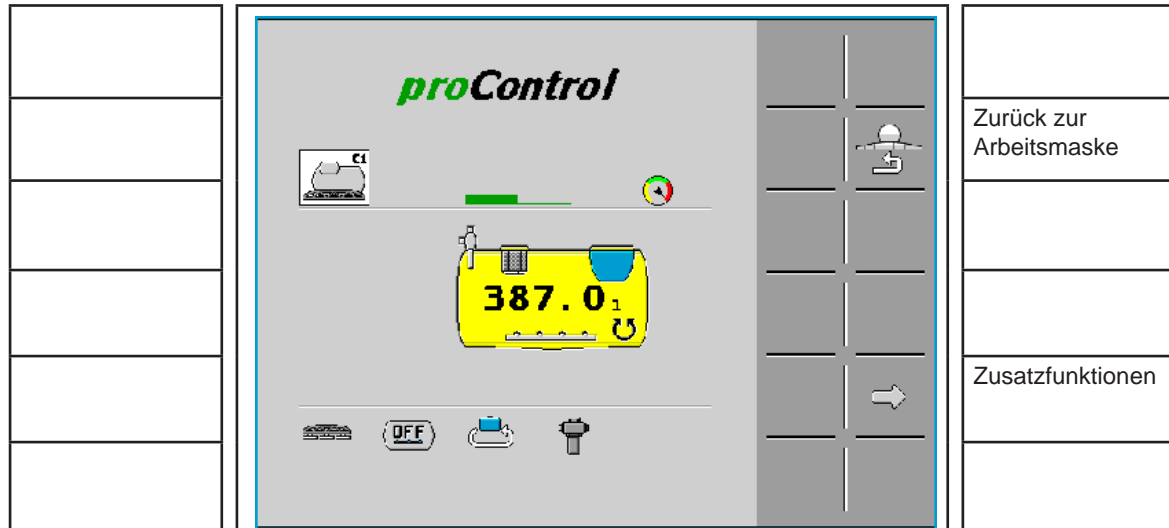 proControl
C1
387.0 l
OFF
Zurück zur
Arbeitsmaske
Zusatzfunktionen